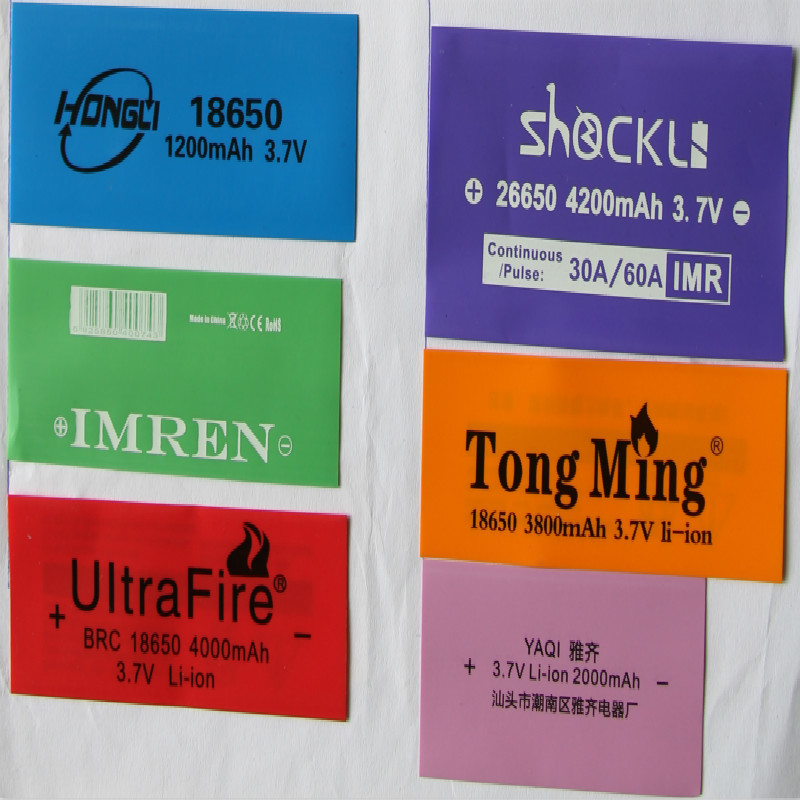 HONGLI
18650
1200mAh 3.7V
Made in China CE RoHS
IMREN
UltraFire®
BRC 18650 4000mAh
3.7V Li-ion
shOCKLI
26650 4200mAh 3.7V
Continuous
/Pulse: 30A/60A IMR
Tong Ming®
18650 3800mAh 3.7V li-ion
YAQI 雅齐
3.7V Li-ion 2000mAh
汕头市潮南区雅齐电器厂